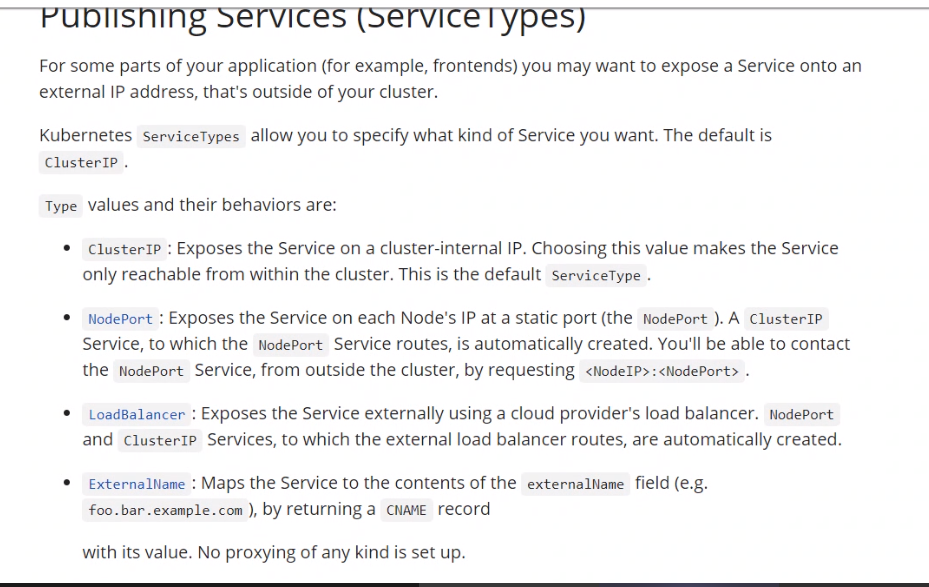 Publishing Services (ServiceTypes)
For some parts of your application (for example, frontends) you may want to expose a Service onto an
external IP address, that's outside of your cluster.
Kubernetes ServiceTypes allow you to specify what kind of Service you want. The default is
ClusterIP .
Type values and their behaviors are:
• ClusterIP : Exposes the Service on a cluster-internal IP. Choosing this value makes the Service
only reachable from within the cluster. This is the default ServiceType .
• NodePort : Exposes the Service on each Node's IP at a static port (the NodePort ). A ClusterIP
Service, to which the NodePort Service routes, is automatically created. You'll be able to contact
the NodePort Service, from outside the cluster, by requesting <NodeIP>:<NodePort> .
• LoadBalancer : Exposes the Service externally using a cloud provider's load balancer. NodePort
and ClusterIP Services, to which the external load balancer routes, are automatically created.
• ExternalName : Maps the Service to the contents of the externalName field (e.g.
foo.bar.example.com ), by returning a CNAME record
with its value. No proxying of any kind is set up.